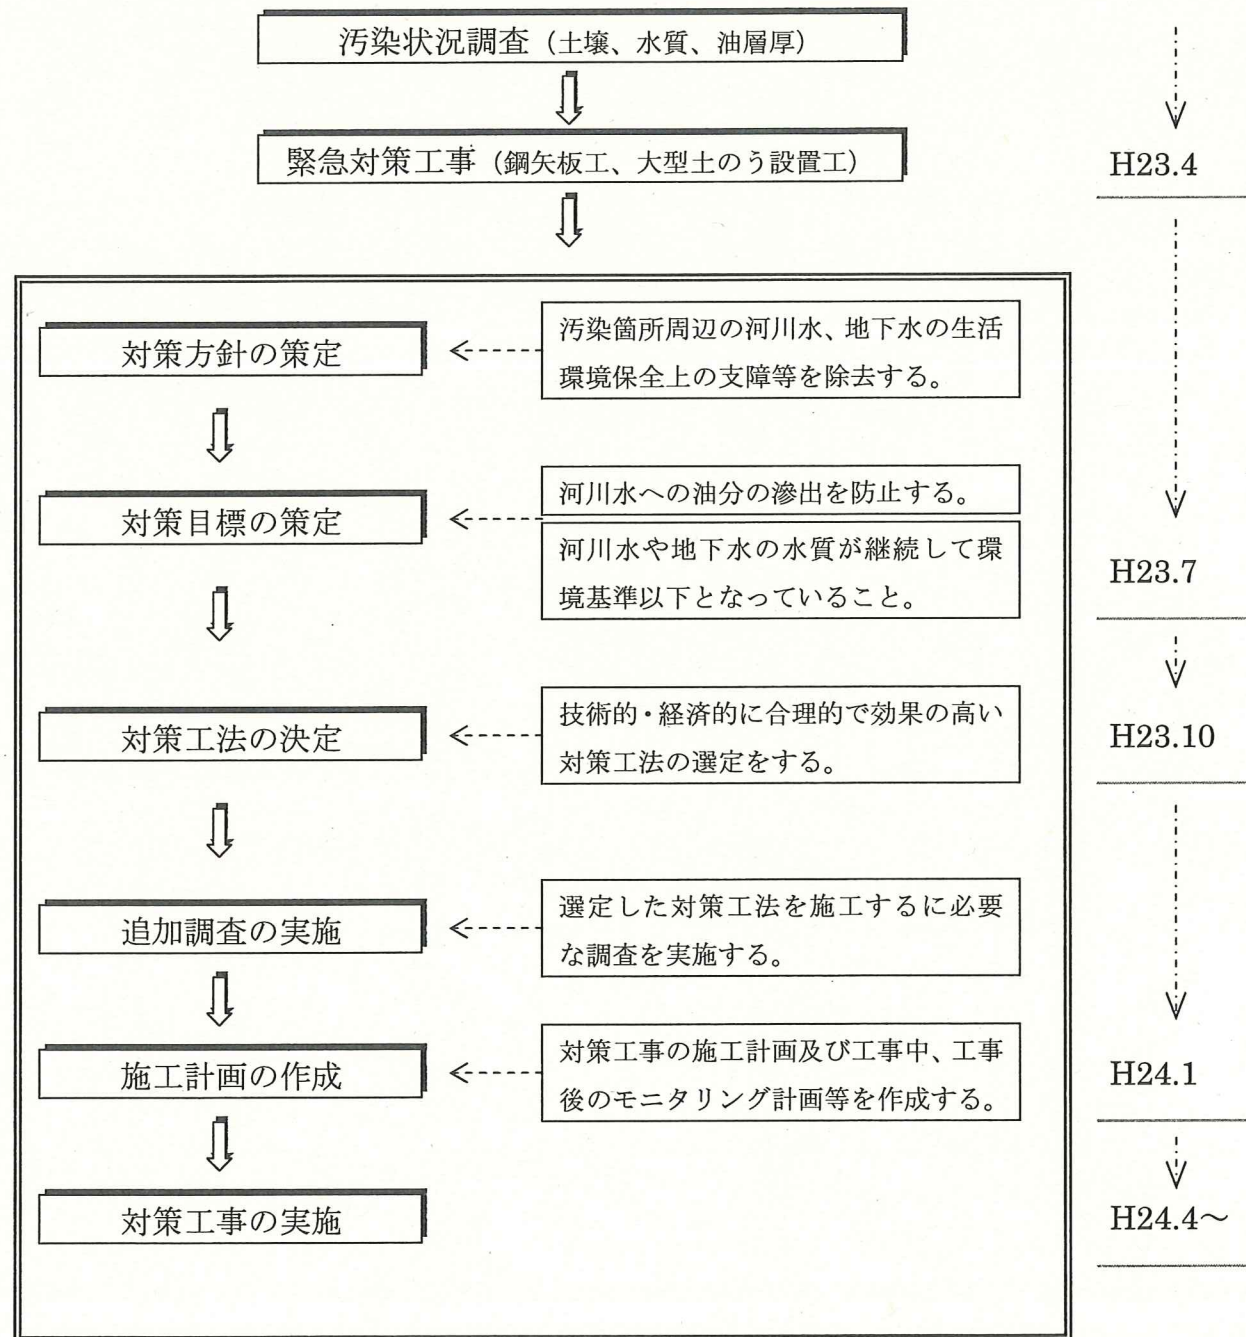 汚染状況調査（土壌、水質、油層厚）
緊急対策工事（鋼矢板工、大型土のう設置工）
H23.4
対策方針の策定
汚染箇所周辺の河川水、地下水の生活
環境保全上の支障等を除去する。
対策目標の策定
河川水への油分の滲出を防止する。
河川水や地下水の水質が継続して環
境基準以下となっていること。
H23.7
対策工法の決定
技術的・経済的に合理的で効果の高い
対策工法の選定をする。
H23.10
追加調査の実施
選定した対策工法を施工するに必要
な調査を実施する。
施工計画の作成
対策工事の施工計画及び工事中、工事
後のモニタリング計画等を作成する。
H24.1
対策工事の実施
H24.4～